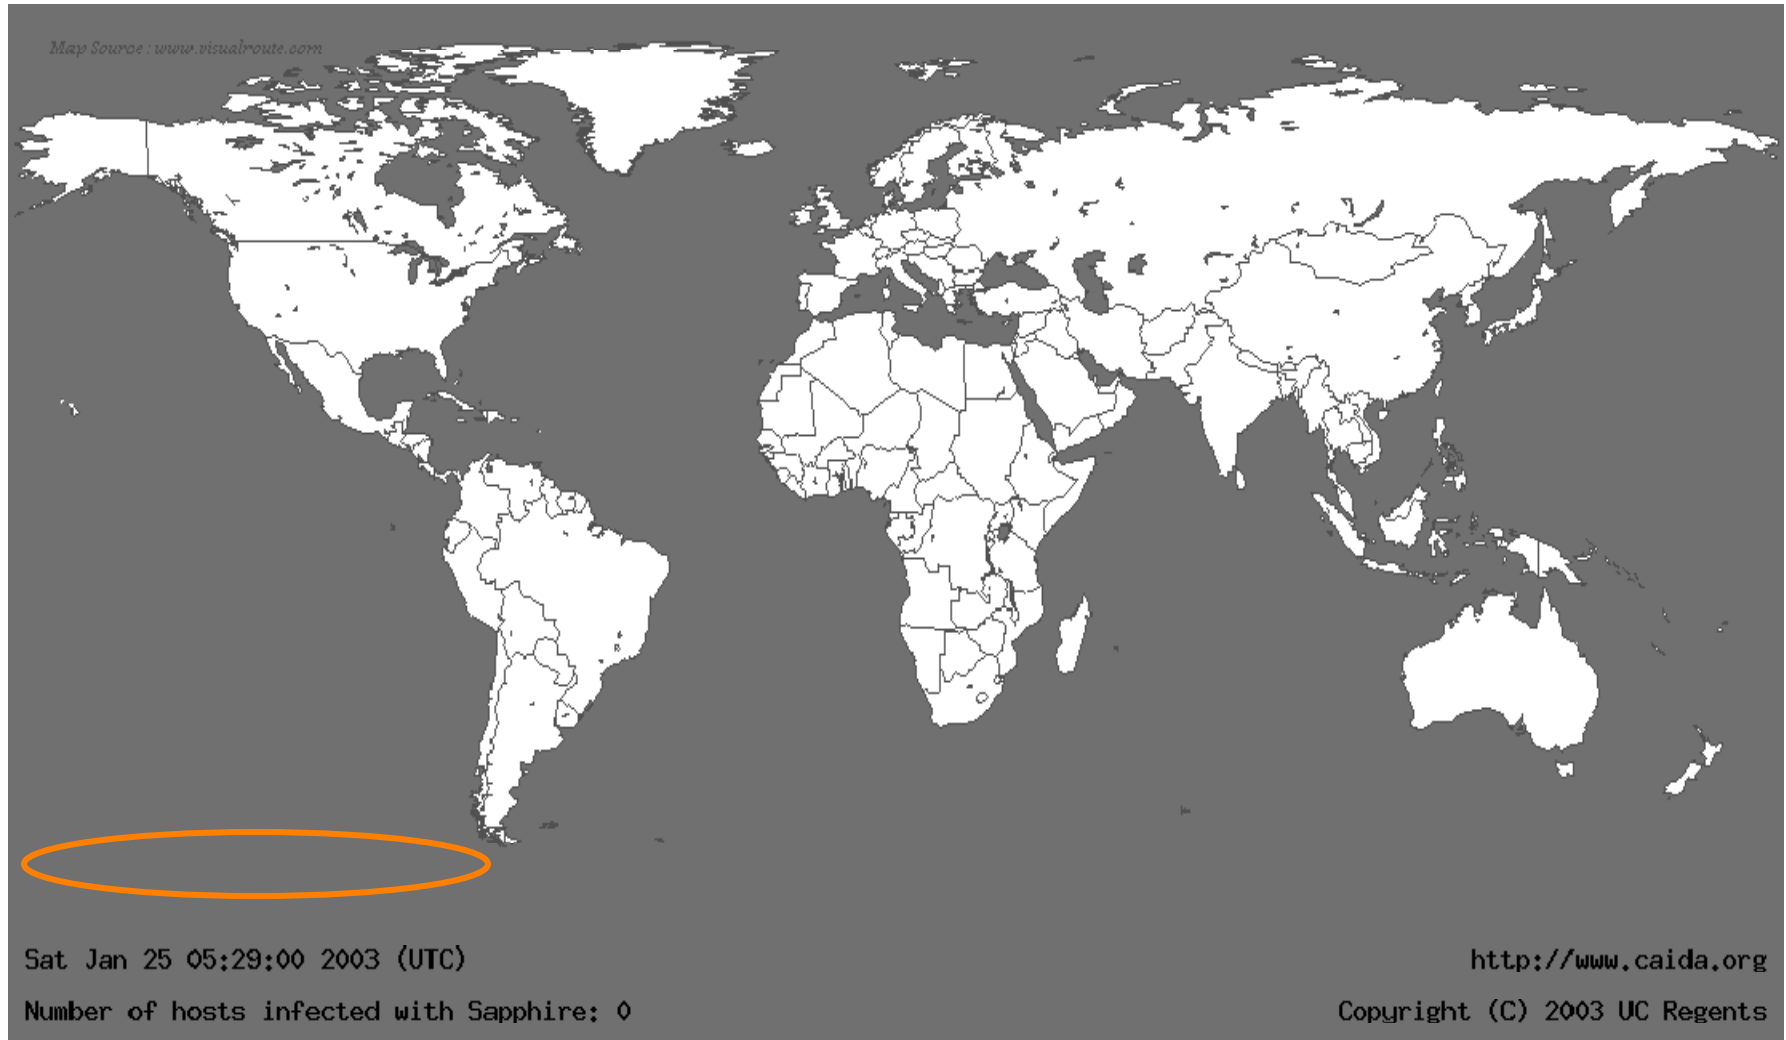 Map Source : www.visualroute.com
Sat Jan 25 05:29:00 2003 (UTC)
http://www.caida.org
Number of hosts infected with Sapphire: 0
Copyright (C) 2003 UC Regents